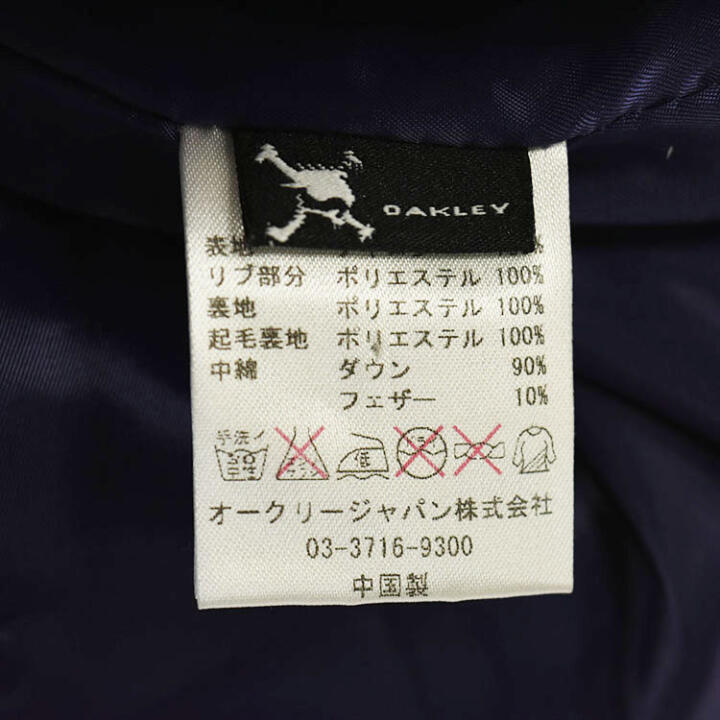 OAKLEY
表地
リブ部分 ポリエステル 100%
裏地 ポリエステル 100%
起毛裏地 ポリエステル 100%
中綿 ダウン 90%
フェザー 10%
手洗イ
低
オークリージャパン株式会社
03-3716-9300
中国製